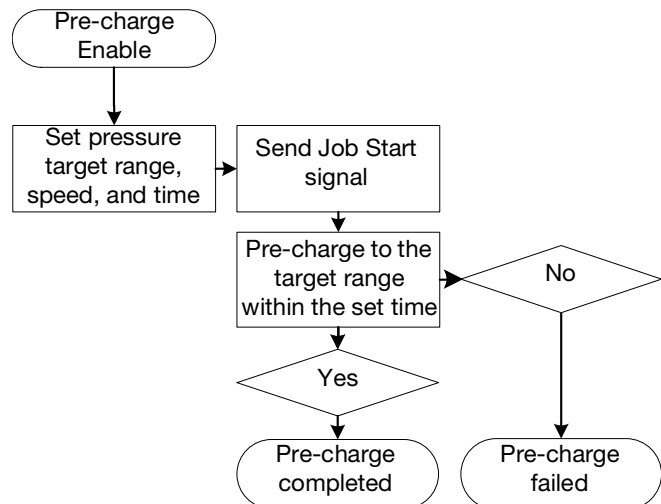 Pre-charge
Enable
Set pressure
target range,
speed, and time
Send Job Start
signal
Pre-charge to the
target range
within the set time
No
Yes
Pre-charge
completed
Pre-charge
failed